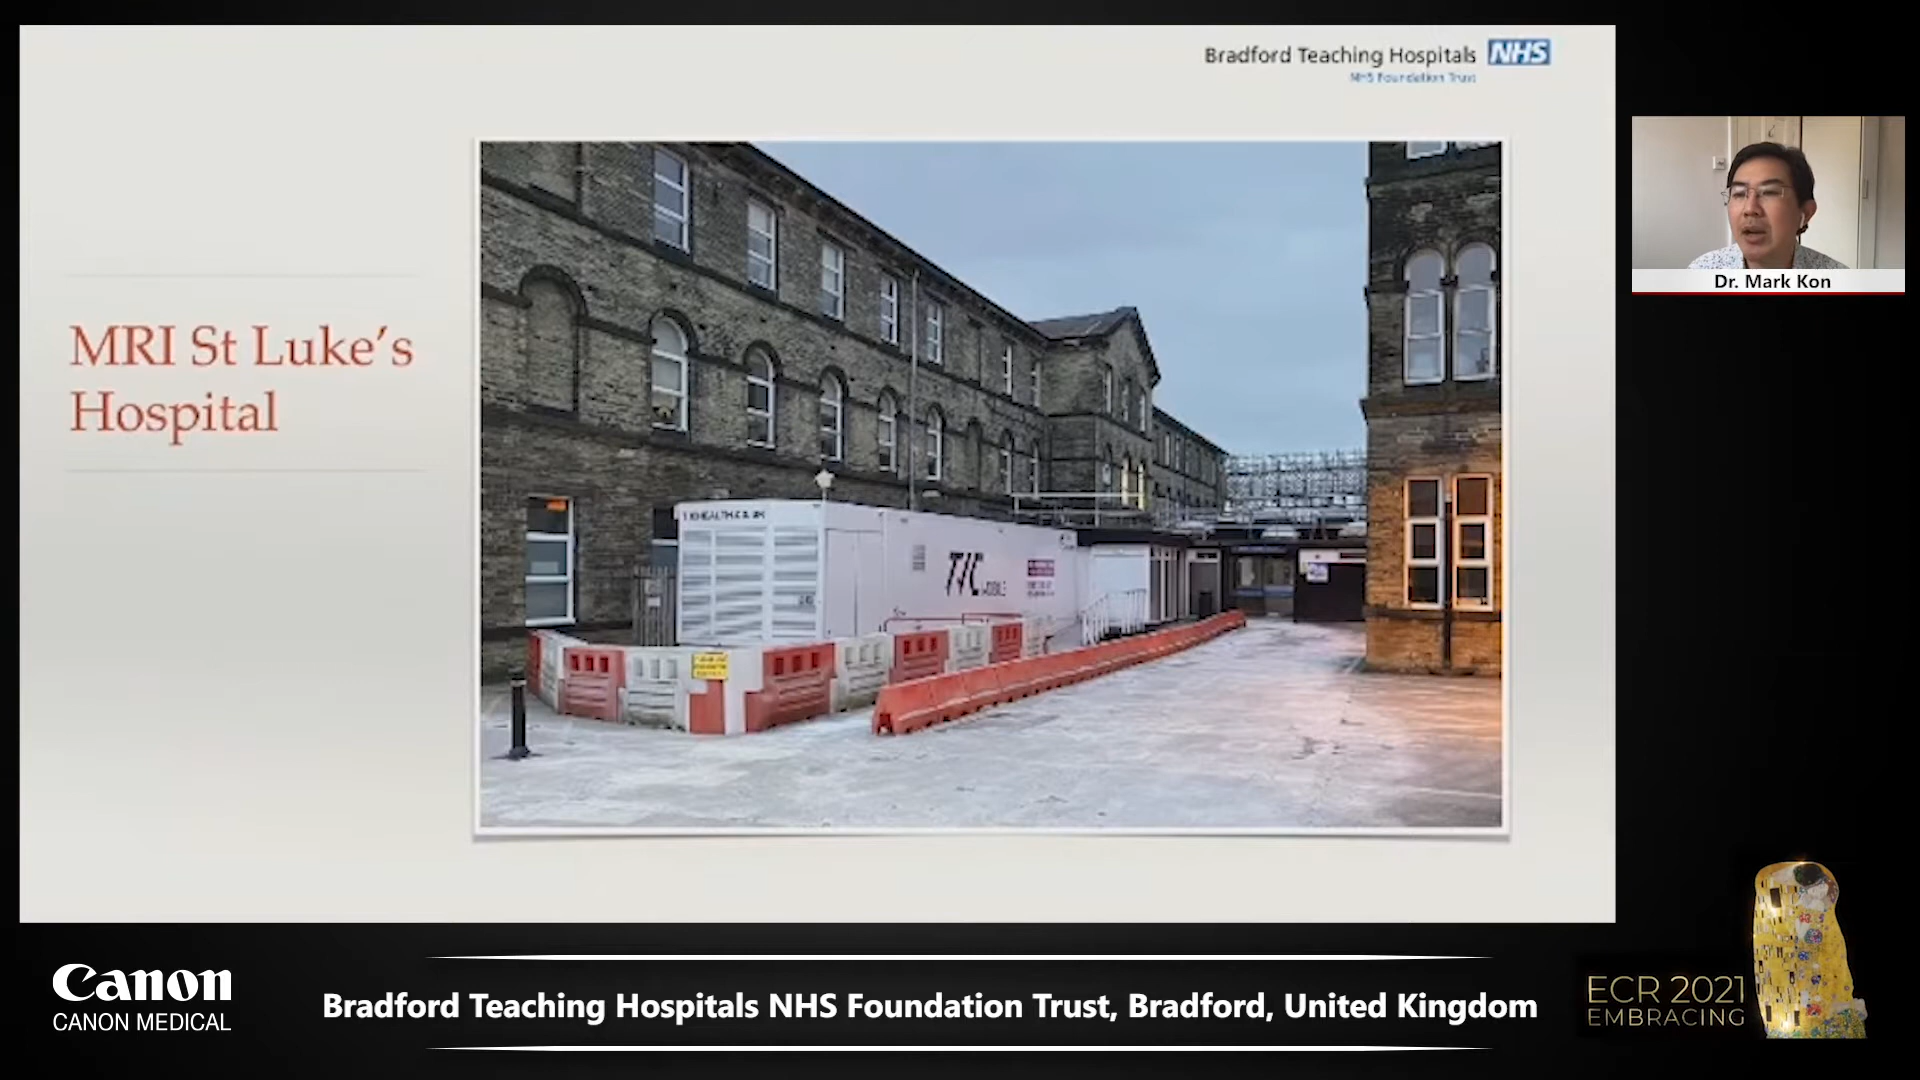 Bradford Teaching Hospitals NHS
NHS Foundation Trust
MRI St Luke's
Hospital
Dr. Mark Kon
Canon
CANON MEDICAL
Bradford Teaching Hospitals NHS Foundation Trust, Bradford, United Kingdom
ECR 2021
EMBRACING